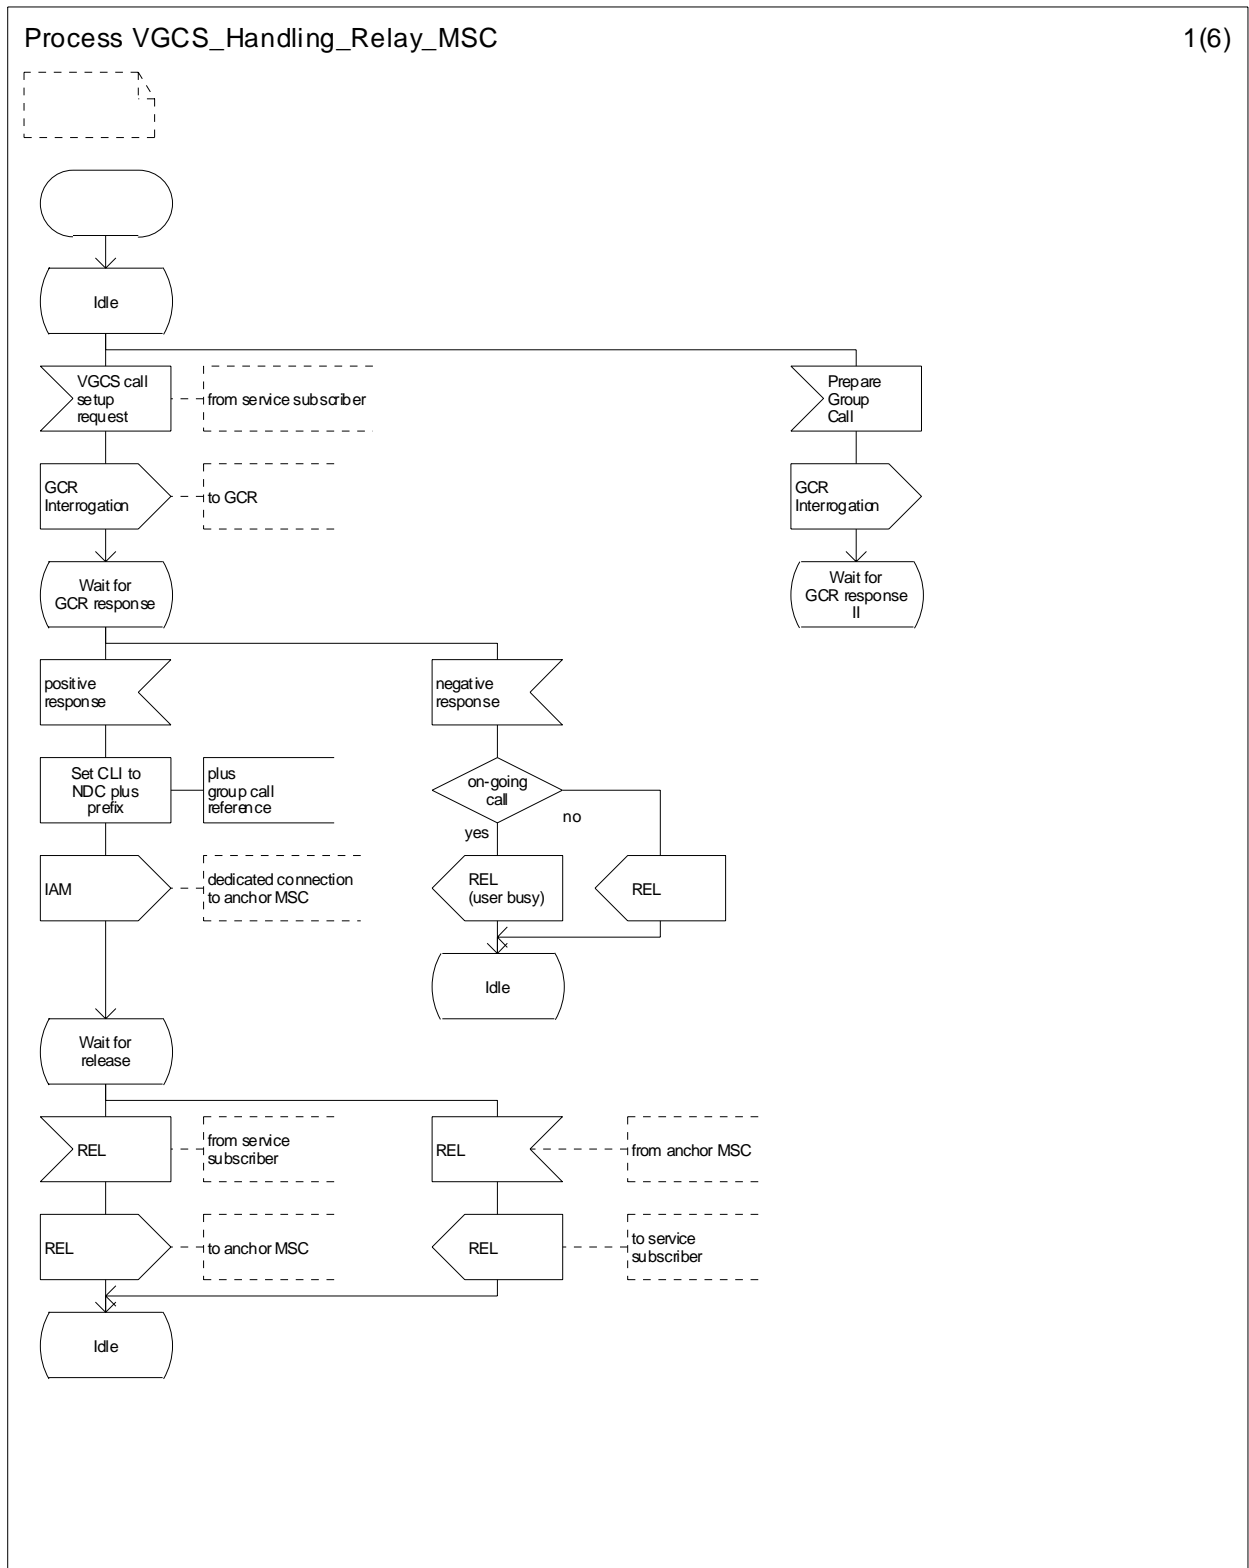 Process VGCS_Handling_Relay_MSC
1(6)
Idle
VGCS call
setup
request
from service subscriber
Prepare
Group
Call
GCR
Interrogation
to GCR
GCR
Interrogation
Wait for
GCR response
Wait for
GCR response
II
positive
response
negative
response
Set CLI to
NDC plus
prefix
plus
group call
reference
on-going
call
yes
no
IAM
dedicated connection
to anchor MSC
REL
(user busy)
REL
Idle
Wait for
release
REL
from service
subscriber
REL
from anchor MSC
REL
to anchor MSC
REL
to service
subscriber
Idle